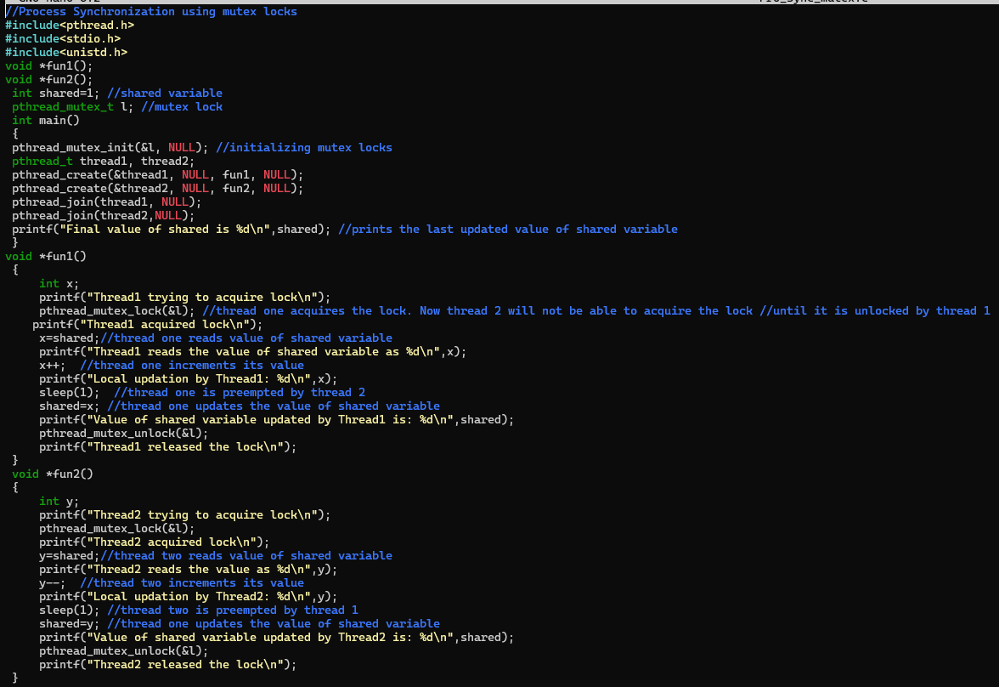 //Process Synchronization using mutex locks
#include<pthread.h>
#include<stdio.h>
#include<unistd.h>
void *fun1();
void *fun2();
 int shared=1; //shared variable
 pthread_mutex_t l; //mutex lock
 int main()
 {
 pthread_mutex_init(&l, NULL); //initializing mutex locks
 pthread_t thread1, thread2;
 pthread_create(&thread1, NULL, fun1, NULL);
 pthread_create(&thread2, NULL, fun2, NULL);
 pthread_join(thread1, NULL);
 pthread_join(thread2,NULL);
 printf("Final value of shared is %d\n",shared); //prints the last updated value of shared variable
 }
void *fun1()
 {
     int x;
     printf("Thread1 trying to acquire lock\n");
     pthread_mutex_lock(&l); //thread one acquires the lock. Now thread 2 will not be able to acquire the lock //until it is unlocked by thread 1
    printf("Thread1 acquired lock\n");
     x=shared;//thread one reads value of shared variable
     printf("Thread1 reads the value of shared variable as %d\n",x);
     x++;  //thread one increments its value
     printf("Local updation by Thread1: %d\n",x);
     sleep(1);  //thread one is preempted by thread 2
     shared=x; //thread one updates the value of shared variable
     printf("Value of shared variable updated by Thread1 is: %d\n",shared);
     pthread_mutex_unlock(&l);
     printf("Thread1 released the lock\n");
 }
 void *fun2()
 {
     int y;
     printf("Thread2 trying to acquire lock\n");
     pthread_mutex_lock(&l);
     printf("Thread2 acquired lock\n");
     y=shared;//thread two reads value of shared variable
     printf("Thread2 reads the value as %d\n",y);
     y--;  //thread two increments its value
     printf("Local updation by Thread2: %d\n",y);
     sleep(1); //thread two is preempted by thread 1
     shared=y; //thread one updates the value of shared variable
     printf("Value of shared variable updated by Thread2 is: %d\n",shared);
     pthread_mutex_unlock(&l);
     printf("Thread2 released the lock\n");
 }